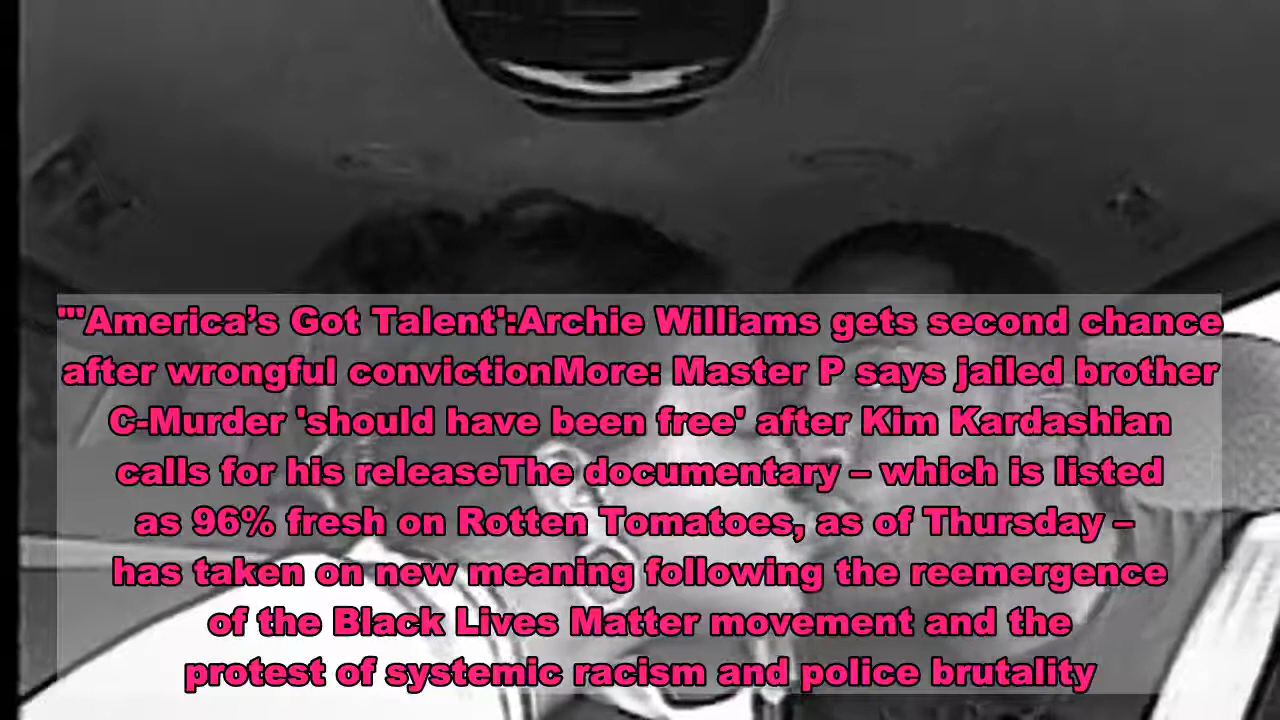 "'America’s Got Talent':Archie Williams gets second chance
after wrongful convictionMore: Master P says jailed brother
C-Murder 'should have been free' after Kim Kardashian
calls for his releaseThe documentary – which is listed
as 96% fresh on Rotten Tomatoes, as of Thursday –
has taken on new meaning following the reemergence
of the Black Lives Matter movement and the
protest of systemic racism and police brutality